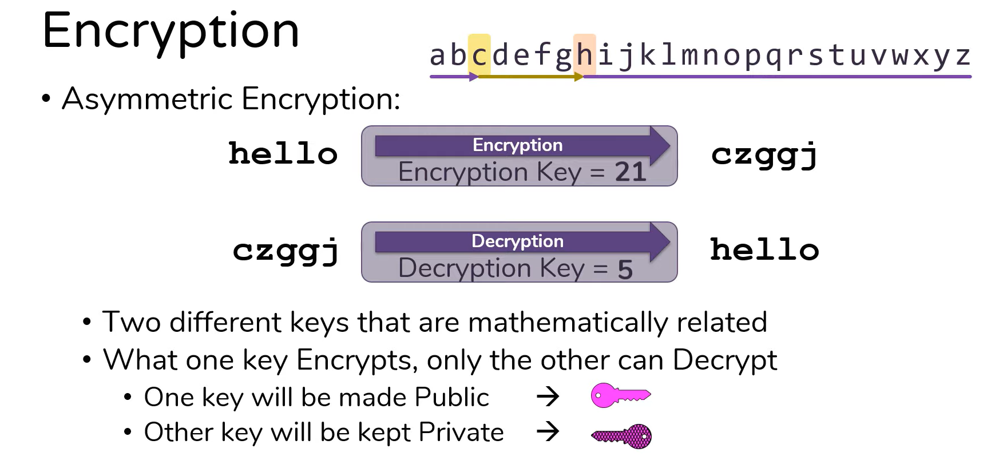 Encryption
abcdefghijklmnopqrstuvwxyz
• Asymmetric Encryption:
hello
Encryption
Encryption Key = 21
czggj
czggj
Decryption
Decryption Key = 5
hello
• Two different keys that are mathematically related
• What one key Encrypts, only the other can Decrypt
• One key will be made Public →
• Other key will be kept Private →